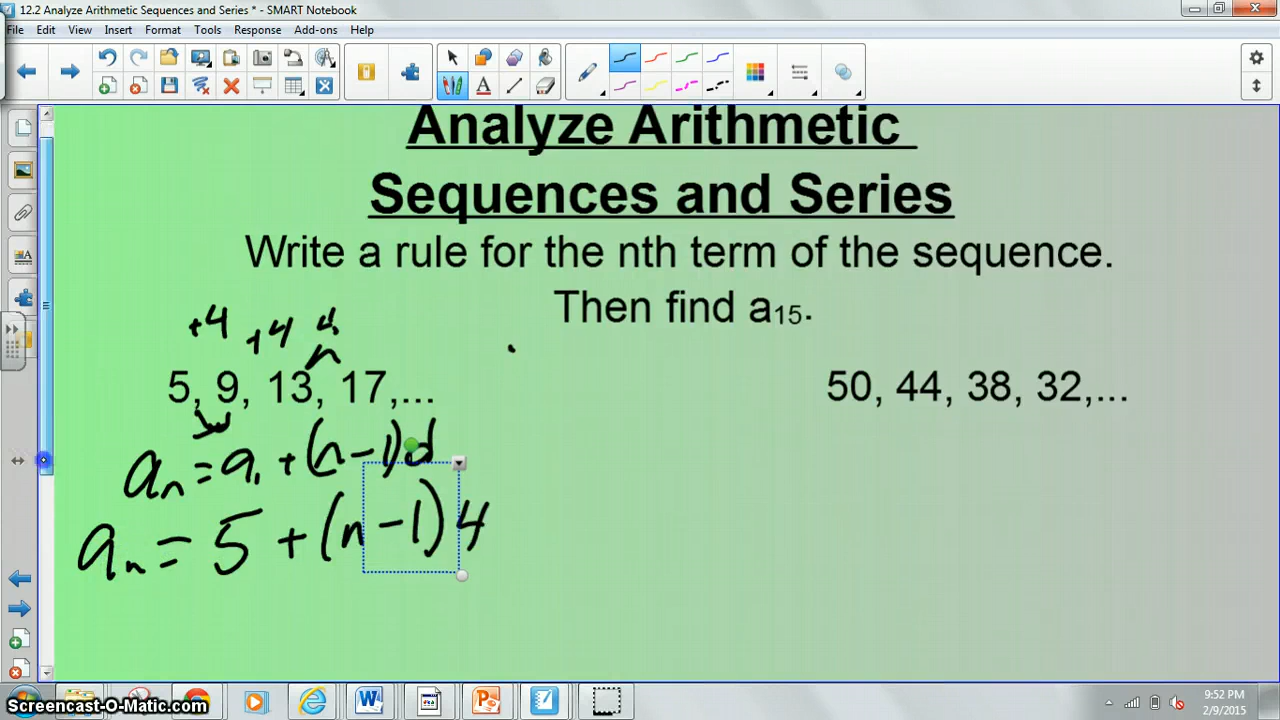 12.2 Analyze Arithmetic Sequences and Series * - SMART Notebook
File Edit View Insert Format Tools Response Add-ons Help
Analyze Arithmetic
Sequences and Series
Write a rule for the nth term of the sequence.
Then find a₁₅.
+4 +4 4
5, 9, 13, 17,...
50, 44, 38, 32,...
aₙ = a₁ + (n - 1) d
aₙ = 5 + (n - 1) 4
Screencast-O-Matic.com
9:52 PM
2/9/2015